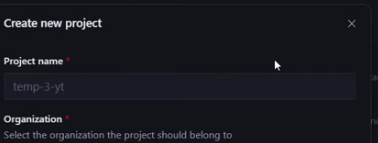 Create new project
Project name *
temp-3-yt
Organization *
Select the organization the project should belong to